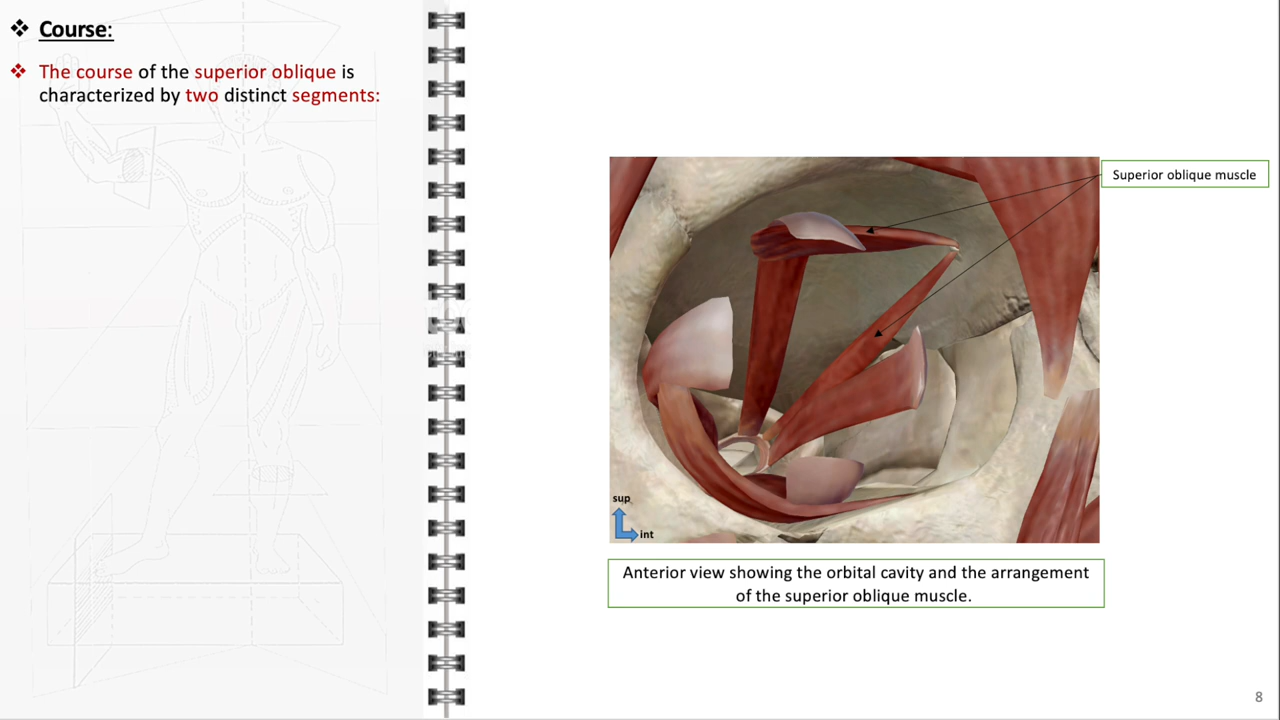 ❖ Course:
❖ The course of the superior oblique is
characterized by two distinct segments:
Superior oblique muscle
sup
int
Anterior view showing the orbital cavity and the arrangement
of the superior oblique muscle.
8